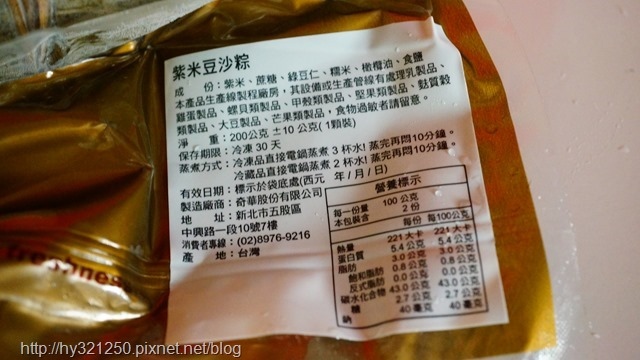 紫米豆沙粽
成　　份：紫米、蔗糖、綠豆仁、糯米、橄欖油、食鹽
本產品生產線製程廠房，其設備或生產管線有處理乳製品、
雞蛋製品、螺貝類製品、甲殼類製品、堅果類製品、麩質穀
類製品、大豆製品、芒果類製品，食物過敏者請留意。
淨　　重：200公克 ±10 公克(1顆裝)
保存期限：冷凍 30 天
蒸煮方式：冷凍品直接電鍋蒸煮 3 杯水! 蒸完再悶10分鐘。
冷藏品直接電鍋蒸煮 2 杯水! 蒸完再悶10分鐘。
有效日期：標示於袋底處(西元 年/月/日)
製造廠商：奇華股份有限公司
地　　址：新北市五股區
中興路一段10號7樓
消費者專線：(02)8976-9216
產　　地：台灣
營養標示
每一份量 100 公克
本包裝含 2 份
每份 每100公克
熱量 221 大卡 221 大卡
蛋白質 5.4 公克 5.4 公克
脂肪 3.0 公克 3.0 公克
飽和脂肪 0.8 公克 0.8 公克
反式脂肪 0.0 公克 0.0 公克
碳水化合物 43.0 公克 43.0 公克
糖 2.7 公克 2.7 公克
鈉 40 毫克 40 毫克
freshness
http://hy321250.pixnet.net/blog